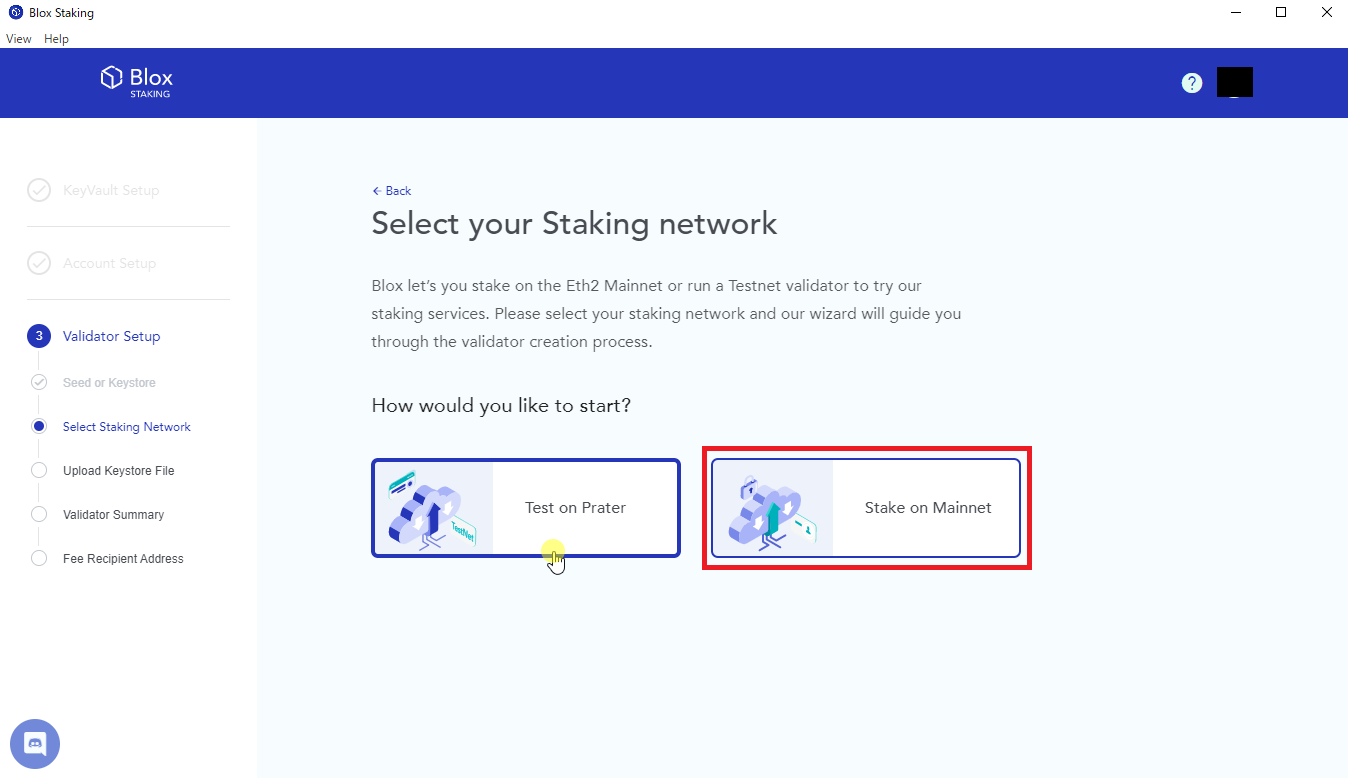 Blox Staking
View Help
Blox
STAKING
?
KeyVault Setup
Account Setup
3 Validator Setup
Seed or Keystore
Select Staking Network
Upload Keystore File
Validator Summary
Fee Recipient Address
← Back
Select your Staking network
Blox let's you stake on the Eth2 Mainnet or run a Testnet validator to try our
staking services. Please select your staking network and our wizard will guide you
through the validator creation process.
How would you like to start?
TestNet
Test on Prater
Stake on Mainnet